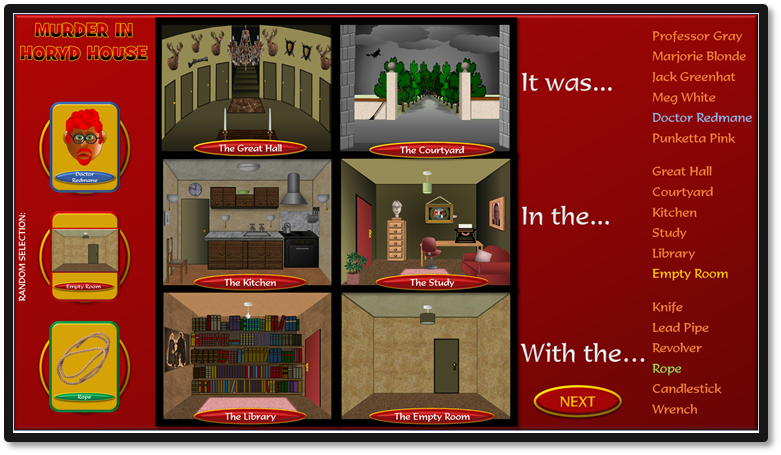 MURDER IN
HORYD HOUSE
RANDOM SELECTION:
Doctor
Redmane
Empty Room
Rope
The Great Hall
The Courtyard
The Kitchen
The Study
The Library
The Empty Room
It was...
Professor Gray
Marjorie Blonde
Jack Greenhat
Meg White
Doctor Redmane
Punketta Pink
In the...
Great Hall
Courtyard
Kitchen
Study
Library
Empty Room
With the...
Knife
Lead Pipe
Revolver
Rope
Candlestick
Wrench
NEXT